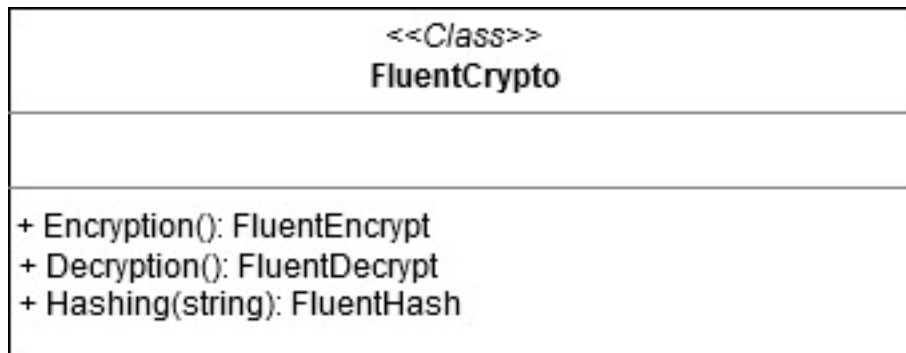 <<Class>>
FluentCrypto
+ Encryption(): FluentEncrypt
+ Decryption(): FluentDecrypt
+ Hashing(string): FluentHash